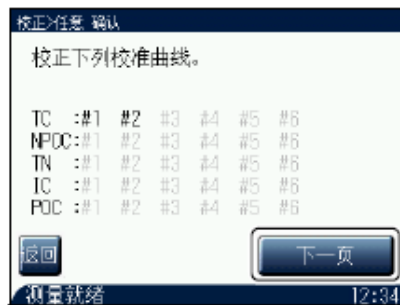 校正>任意 确认
校正下列校准曲线。
TC :#1 #2 #3 #4 #5 #6
NPOC:#1 #2 #3 #4 #5 #6
TN :#1 #2 #3 #4 #5 #6
IC :#1 #2 #3 #4 #5 #6
POC :#1 #2 #3 #4 #5 #6
返回 下一页
测量就绪 12:34